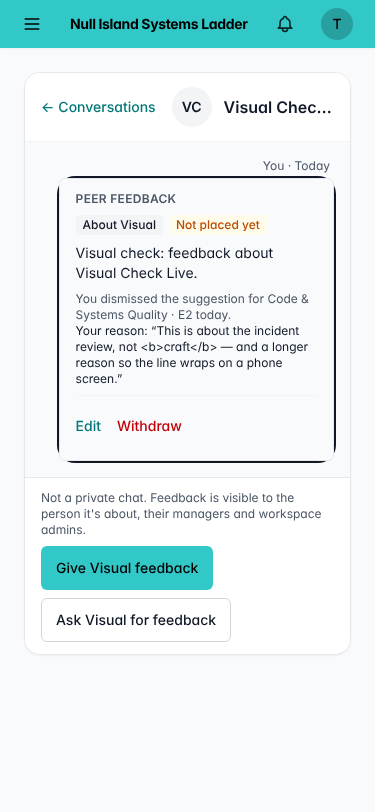 Null Island Systems Ladder
T
← Conversations
VC
Visual Chec...
You · Today
PEER FEEDBACK
About Visual
Not placed yet
Visual check: feedback about
Visual Check Live.
You dismissed the suggestion for Code &
Systems Quality · E2 today.
Your reason: “This is about the incident
review, not <b>craft</b> — and a longer
reason so the line wraps on a phone
screen.”
Edit
Withdraw
Not a private chat. Feedback is visible to the
person it's about, their managers and workspace
admins.
Give Visual feedback
Ask Visual for feedback